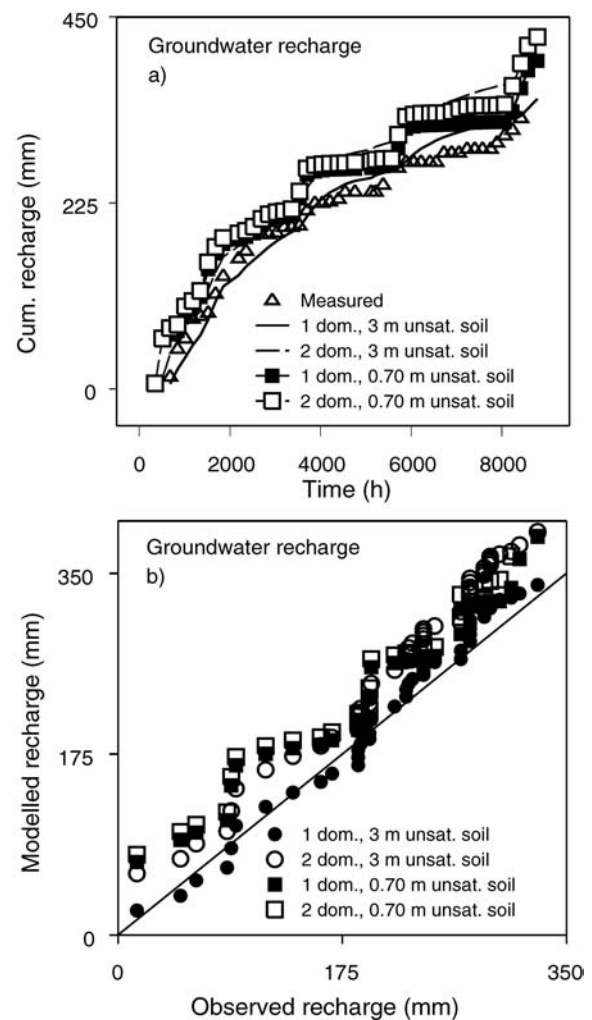 450
Groundwater recharge
a)
225
Cum. recharge (mm)
Measured
1 dom., 3 m unsat. soil
2 dom., 3 m unsat. soil
1 dom., 0.70 m unsat. soil
2 dom., 0.70 m unsat. soil
0
0 2000 4000 6000 8000
Time (h)
Groundwater recharge
b)
350
175
Modelled recharge (mm)
1 dom., 3 m unsat. soil
2 dom., 3 m unsat. soil
1 dom., 0.70 m unsat. soil
2 dom., 0.70 m unsat. soil
0
0 175 350
Observed recharge (mm)